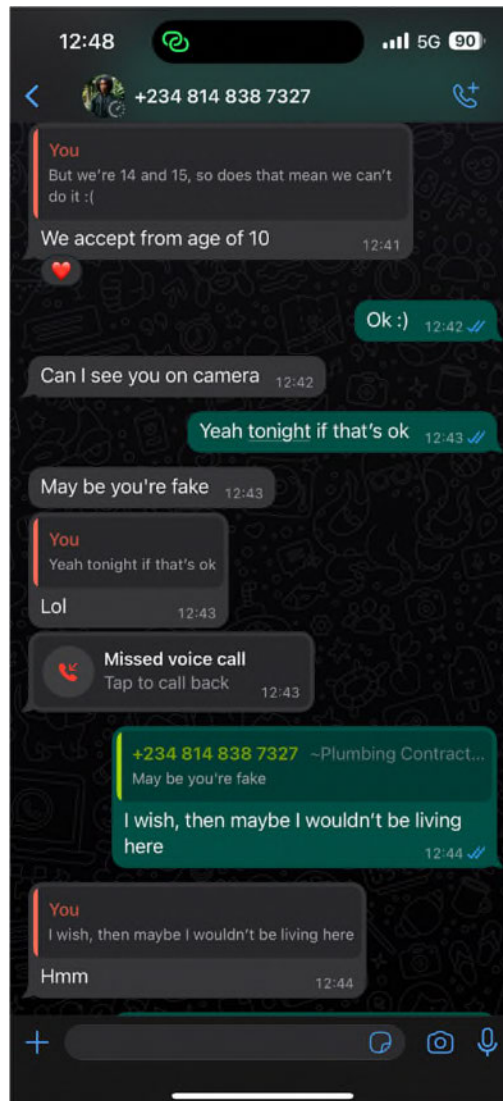 12:48
5G 90
+234 814 838 7327
You
But we're 14 and 15, so does that mean we can't
do it :(
We accept from age of 10
12:41
Ok :) 12:42
Can I see you on camera 12:42
Yeah tonight if that's ok 12:43
May be you're fake 12:43
You
Yeah tonight if that's ok
Lol
12:43
Missed voice call
Tap to call back
12:43
+234 814 838 7327 ~Plumbing Contract...
May be you're fake
I wish, then maybe I wouldn't be living
here
12:44
You
I wish, then maybe I wouldn't be living here
Hmm
12:44